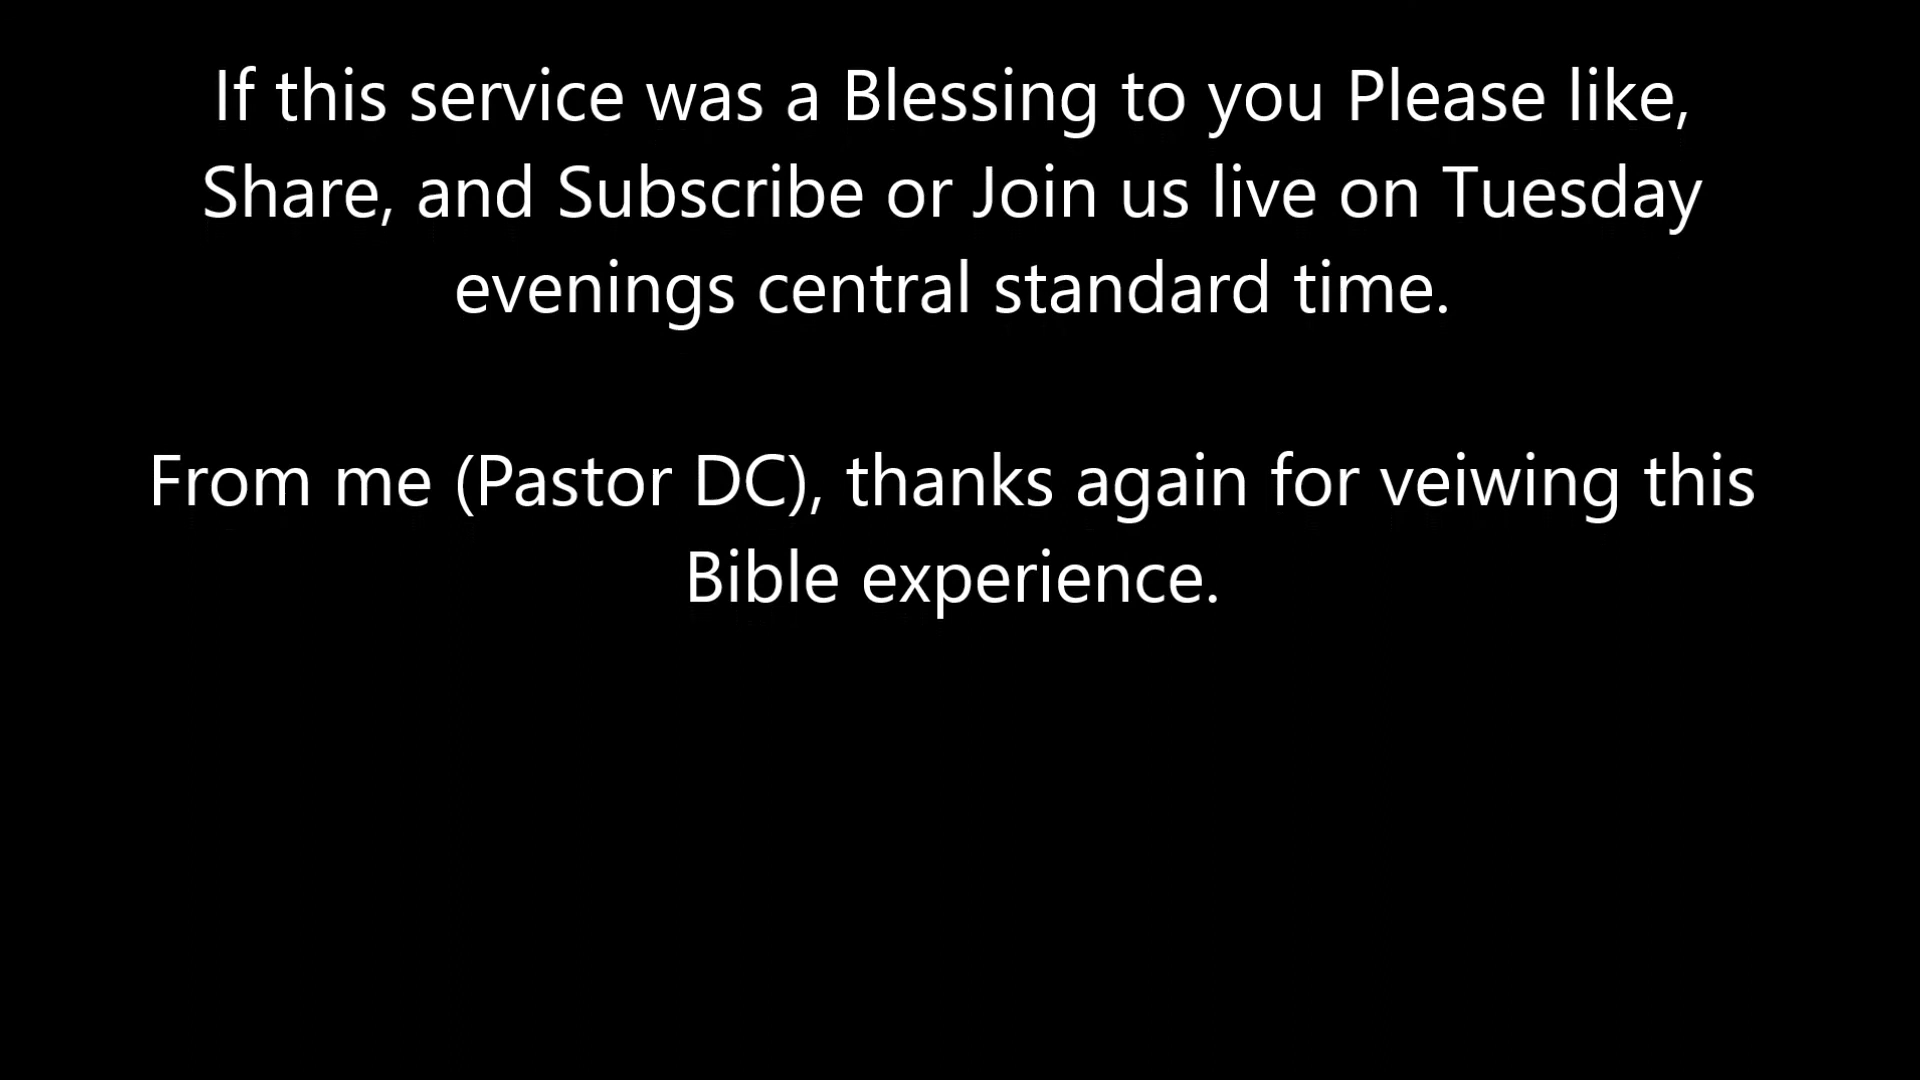 If this service was a Blessing to you Please like,
Share, and Subscribe or Join us live on Tuesday
evenings central standard time.
From me (Pastor DC), thanks again for veiwing this
Bible experience.